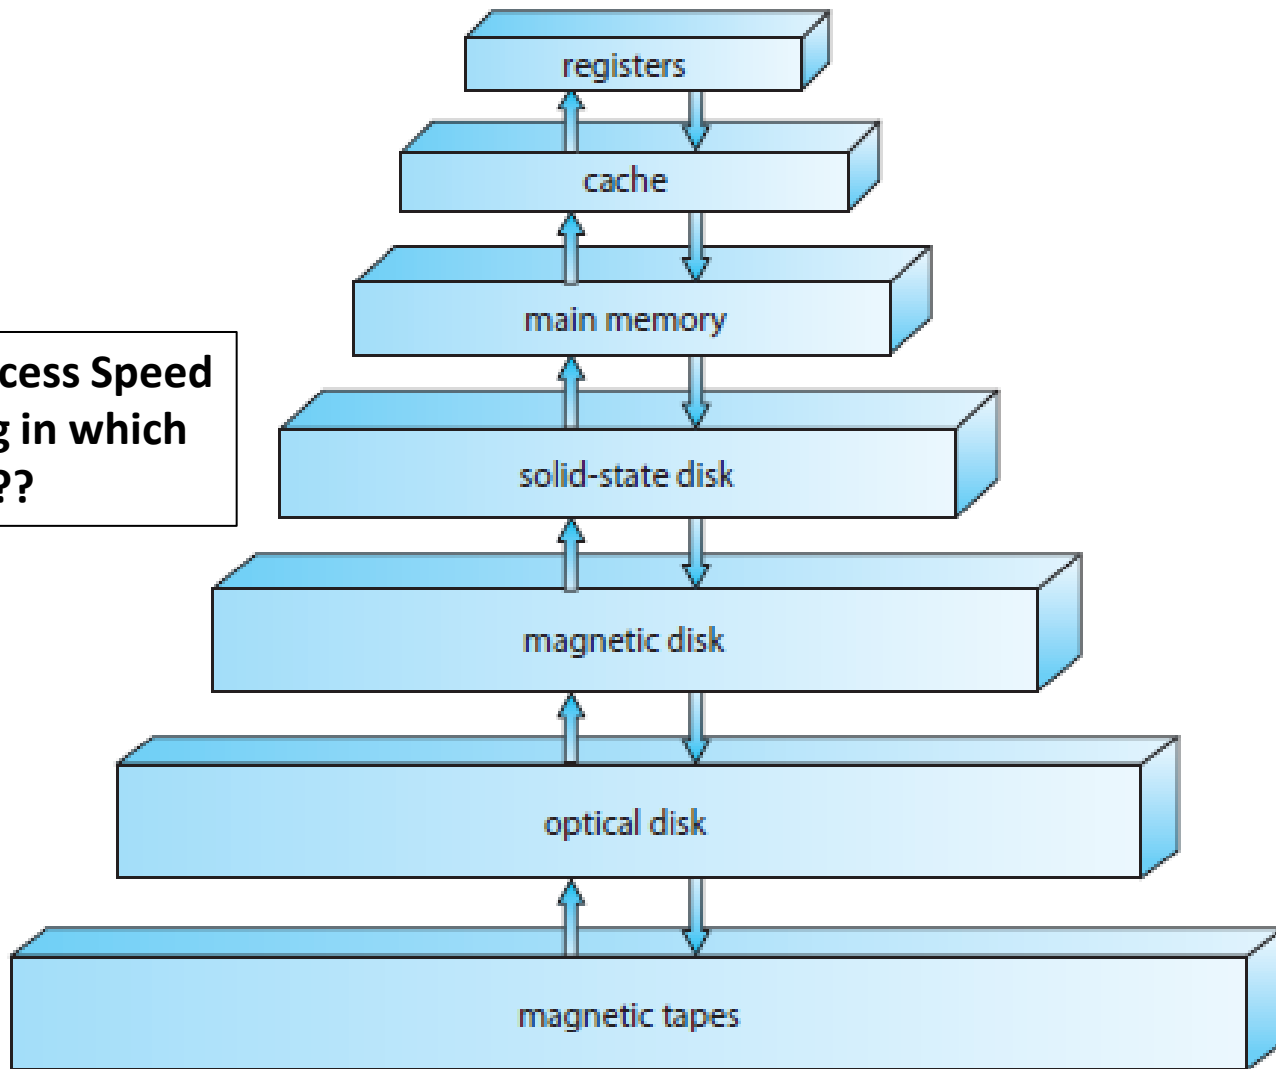 registers
cache
main memory
cess Speed
in which
??
solid-state disk
magnetic disk
optical disk
magnetic tapes